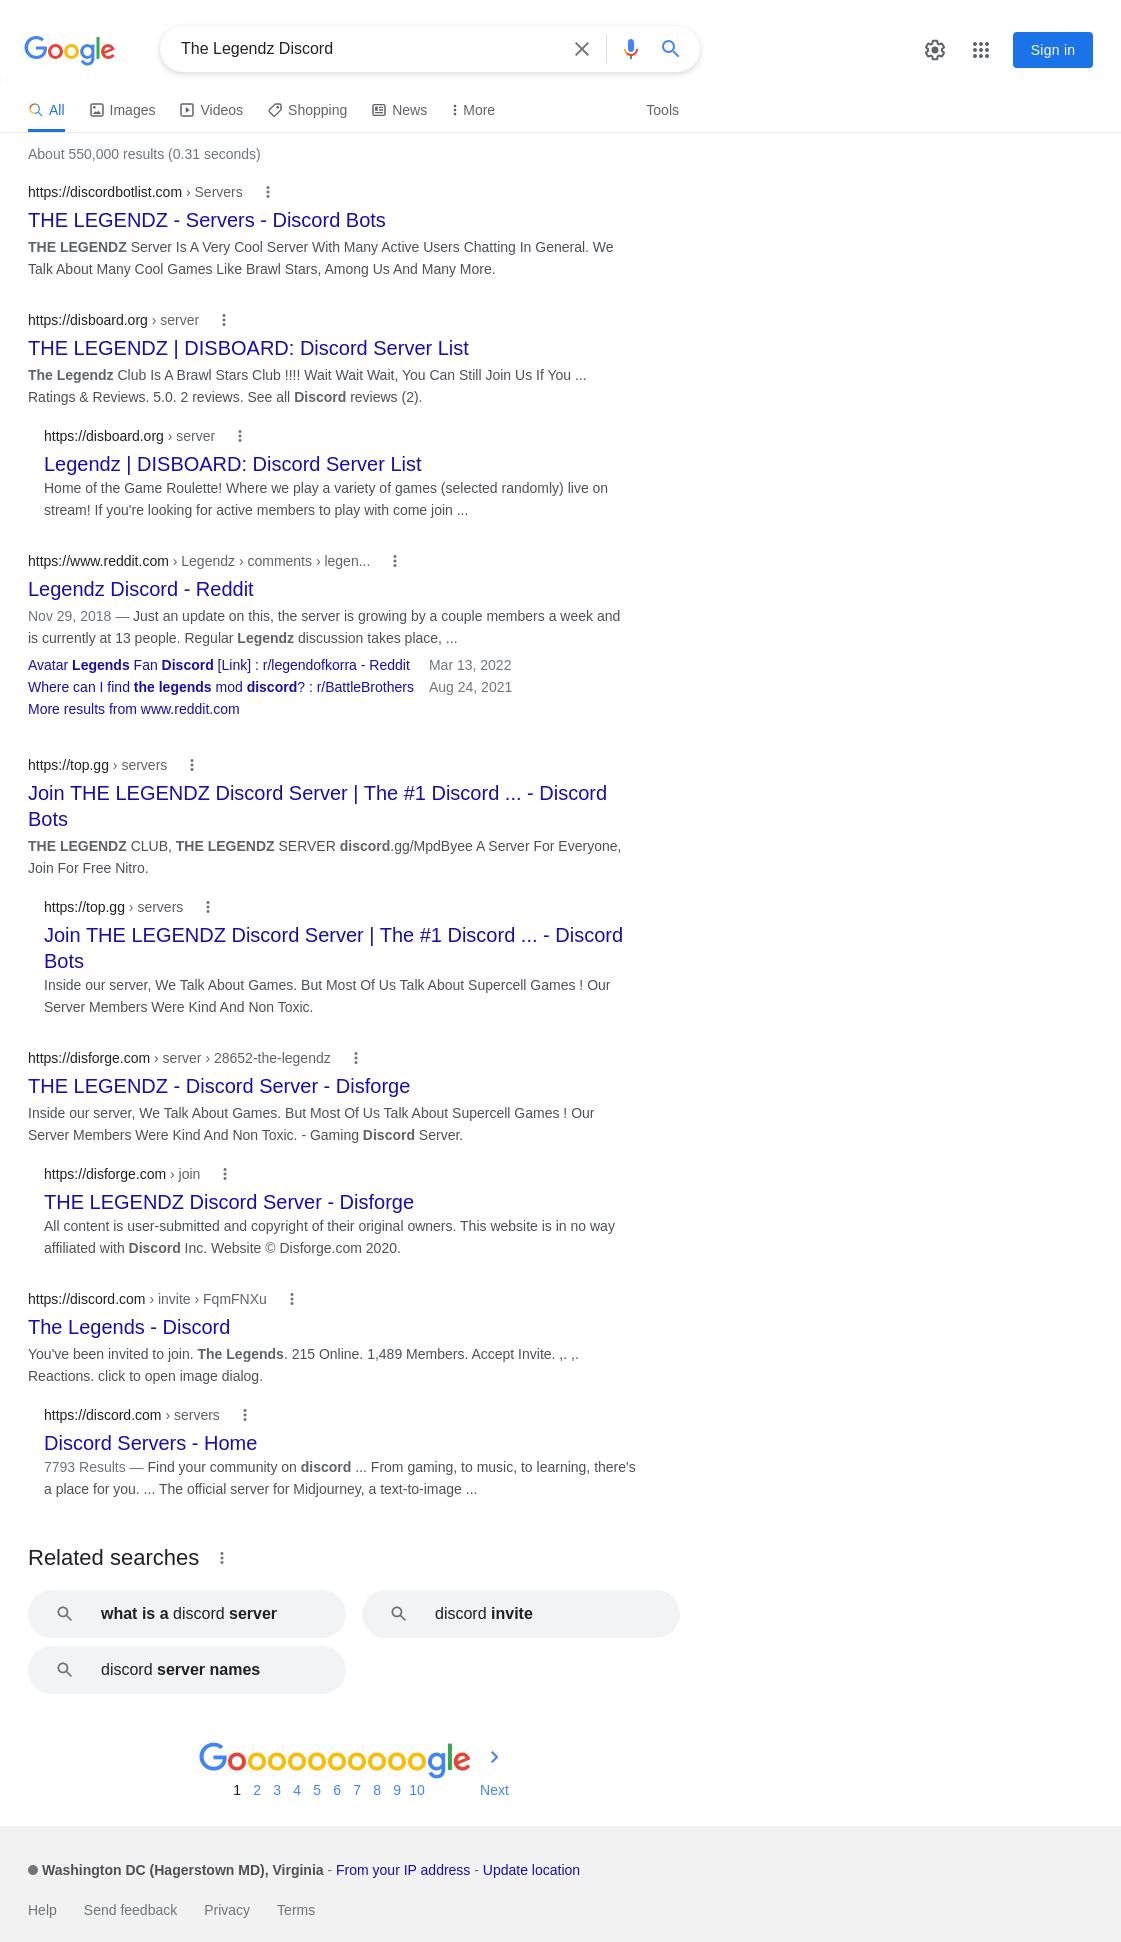 Google
The Legendz Discord
Sign in
All
Images
Videos
Shopping
News
More
Tools
About 550,000 results (0.31 seconds)
https://discordbotlist.com › Servers
THE LEGENDZ - Servers - Discord Bots
THE LEGENDZ Server Is A Very Cool Server With Many Active Users Chatting In General. We
Talk About Many Cool Games Like Brawl Stars, Among Us And Many More.
https://disboard.org › server
THE LEGENDZ | DISBOARD: Discord Server List
The Legendz Club Is A Brawl Stars Club !!!! Wait Wait Wait, You Can Still Join Us If You ...
Ratings & Reviews. 5.0. 2 reviews. See all Discord reviews (2).
https://disboard.org › server
Legendz | DISBOARD: Discord Server List
Home of the Game Roulette! Where we play a variety of games (selected randomly) live on
stream! If you're looking for active members to play with come join ...
https://www.reddit.com › Legendz › comments › legen...
Legendz Discord - Reddit
Nov 29, 2018 — Just an update on this, the server is growing by a couple members a week and
is currently at 13 people. Regular Legendz discussion takes place, ...
Avatar Legends Fan Discord [Link] : r/legendofkorra - Reddit Mar 13, 2022
Where can I find the legends mod discord? : r/BattleBrothers Aug 24, 2021
More results from www.reddit.com
https://top.gg › servers
Join THE LEGENDZ Discord Server | The #1 Discord ... - Discord
Bots
THE LEGENDZ CLUB, THE LEGENDZ SERVER discord.gg/MpdByee A Server For Everyone,
Join For Free Nitro.
https://top.gg › servers
Join THE LEGENDZ Discord Server | The #1 Discord ... - Discord
Bots
Inside our server, We Talk About Games. But Most Of Us Talk About Supercell Games ! Our
Server Members Were Kind And Non Toxic.
https://disforge.com › server › 28652-the-legendz
THE LEGENDZ - Discord Server - Disforge
Inside our server, We Talk About Games. But Most Of Us Talk About Supercell Games ! Our
Server Members Were Kind And Non Toxic. - Gaming Discord Server.
https://disforge.com › join
THE LEGENDZ Discord Server - Disforge
All content is user-submitted and copyright of their original owners. This website is in no way
affiliated with Discord Inc. Website © Disforge.com 2020.
https://discord.com › invite › FqmFNXu
The Legends - Discord
You've been invited to join. The Legends. 215 Online. 1,489 Members. Accept Invite. ,. ,.
Reactions. click to open image dialog.
https://discord.com › servers
Discord Servers - Home
7793 Results — Find your community on discord ... From gaming, to music, to learning, there's
a place for you. ... The official server for Midjourney, a text-to-image ...
Related searches
what is a discord server
discord invite
discord server names
Goooooooooogle
1 2 3 4 5 6 7 8 9 10 Next
Washington DC (Hagerstown MD), Virginia - From your IP address - Update location
Help Send feedback Privacy Terms